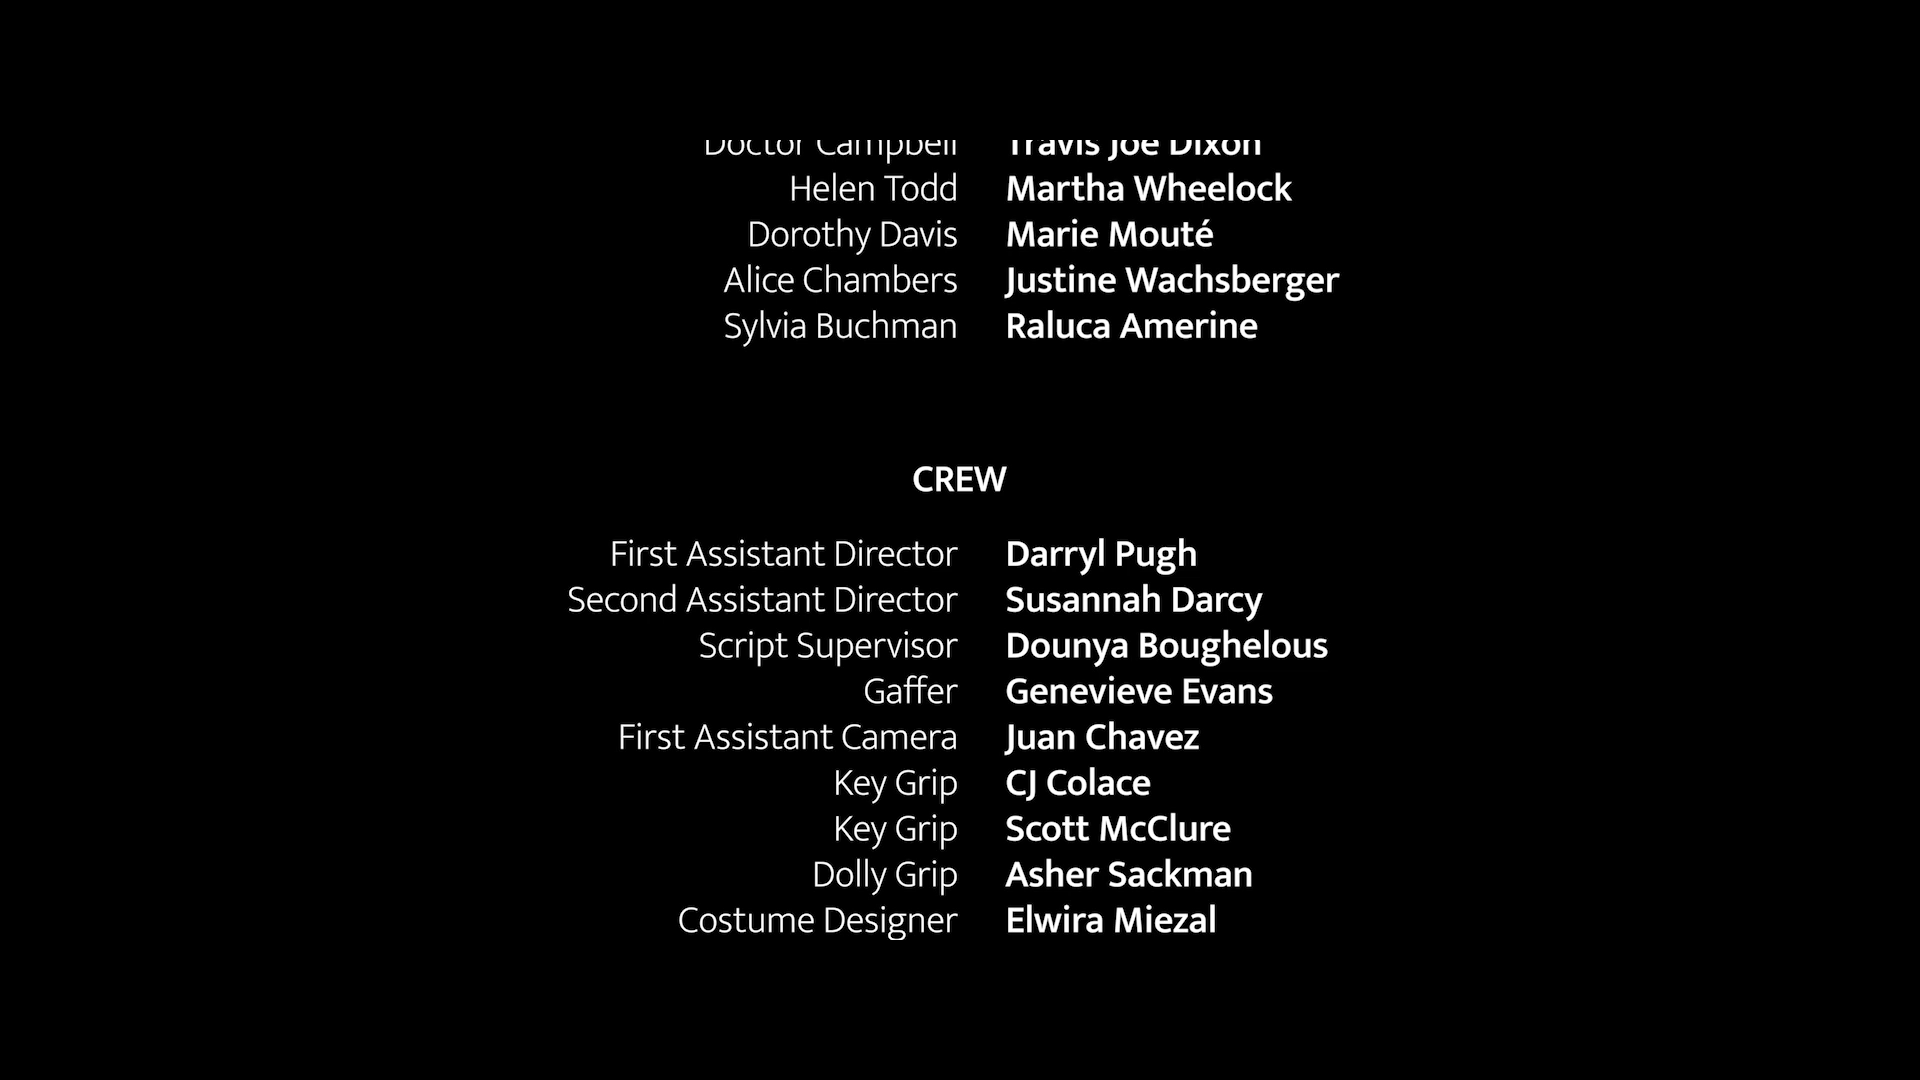 Doctor Campbell Travis Joe Dixon
Helen Todd Martha Wheelock
Dorothy Davis Marie Mouté
Alice Chambers Justine Wachsberger
Sylvia Buchman Raluca Amerine
CREW
First Assistant Director Darryl Pugh
Second Assistant Director Susannah Darcy
Script Supervisor Dounya Boughelous
Gaffer Genevieve Evans
First Assistant Camera Juan Chavez
Key Grip CJ Colace
Key Grip Scott McClure
Dolly Grip Asher Sackman
Costume Designer Elwira Miezal